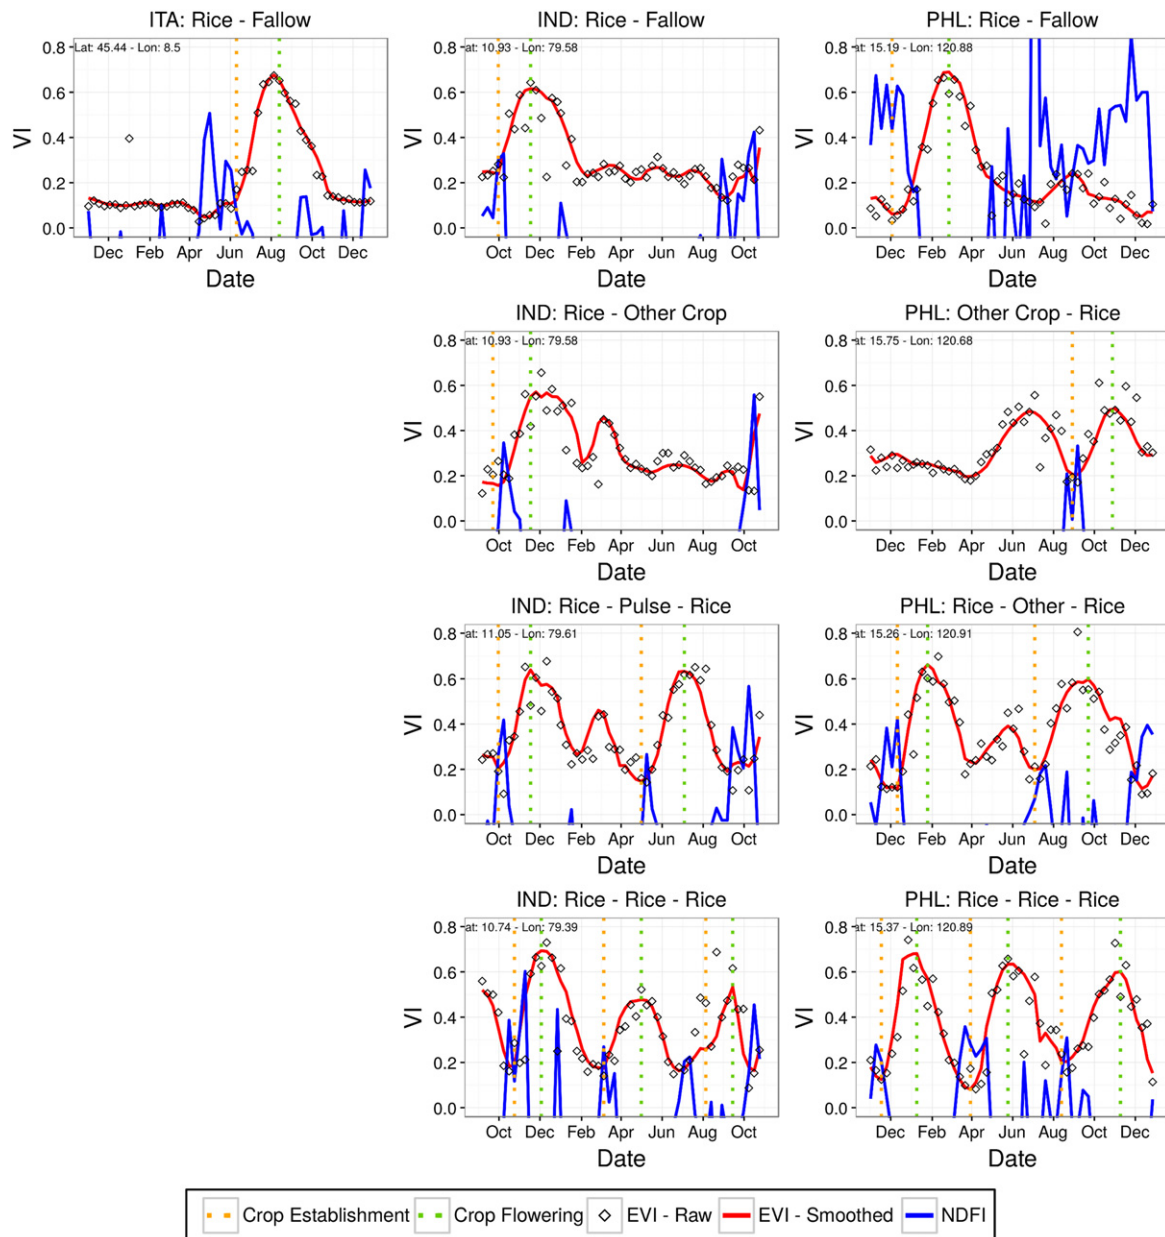 ITA: Rice - Fallow
IND: Rice - Fallow
PHL: Rice - Fallow
0.8
0.6
0.4
0.2
0.0
VI
Lat: 45.44 - Lon: 8.5
Dec Feb Apr Jun Aug Oct Dec
Date
0.8
0.6
0.4
0.2
0.0
VI
at: 10.93 - Lon: 79.58
Oct Dec Feb Apr Jun Aug Oct
Date
0.8
0.6
0.4
0.2
0.0
VI
at: 15.19 - Lon: 120.88
Dec Feb Apr Jun Aug Oct Dec
Date
IND: Rice - Other Crop
PHL: Other Crop - Rice
0.8
0.6
0.4
0.2
0.0
VI
at: 10.93 - Lon: 79.58
Oct Dec Feb Apr Jun Aug Oct
Date
0.8
0.6
0.4
0.2
0.0
VI
at: 15.75 - Lon: 120.68
Dec Feb Apr Jun Aug Oct Dec
Date
IND: Rice - Pulse - Rice
PHL: Rice - Other - Rice
0.8
0.6
0.4
0.2
0.0
VI
at: 11.05 - Lon: 79.61
Oct Dec Feb Apr Jun Aug Oct
Date
0.8
0.6
0.4
0.2
0.0
VI
at: 15.26 - Lon: 120.91
Dec Feb Apr Jun Aug Oct Dec
Date
IND: Rice - Rice - Rice
PHL: Rice - Rice - Rice
0.8
0.6
0.4
0.2
0.0
VI
at: 10.74 - Lon: 79.39
Oct Dec Feb Apr Jun Aug Oct
Date
0.8
0.6
0.4
0.2
0.0
VI
at: 15.37 - Lon: 120.89
Dec Feb Apr Jun Aug Oct Dec
Date
Crop Establishment Crop Flowering EVI - Raw EVI - Smoothed NDFI